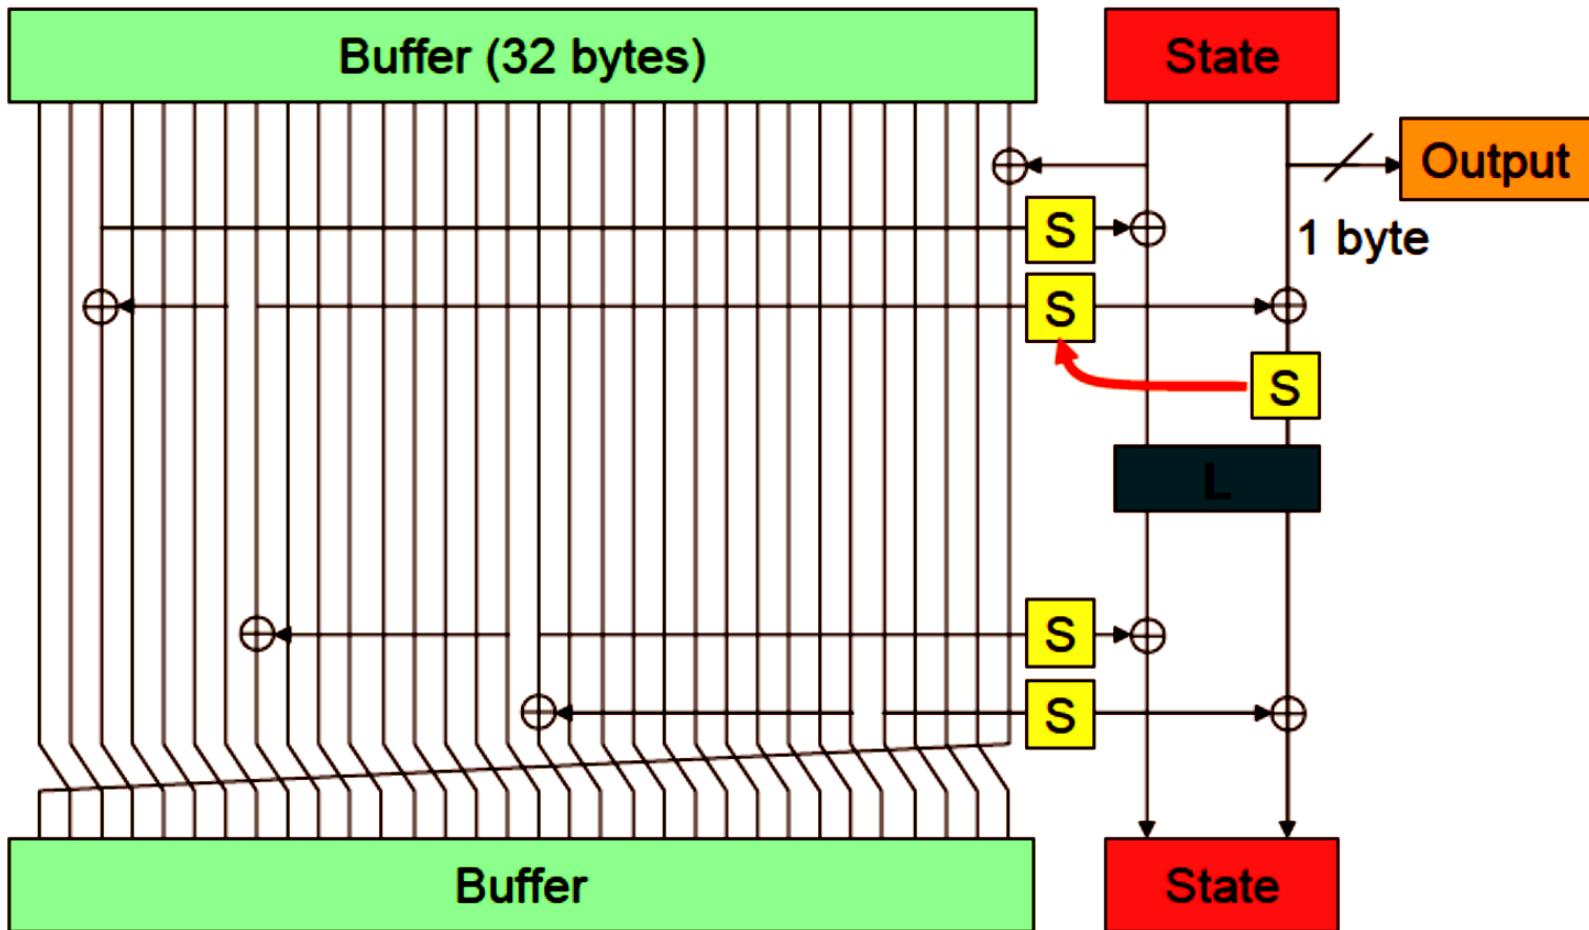 Buffer (32 bytes)
State
Output
S
1 byte
S
S
L
S
S
Buffer
State